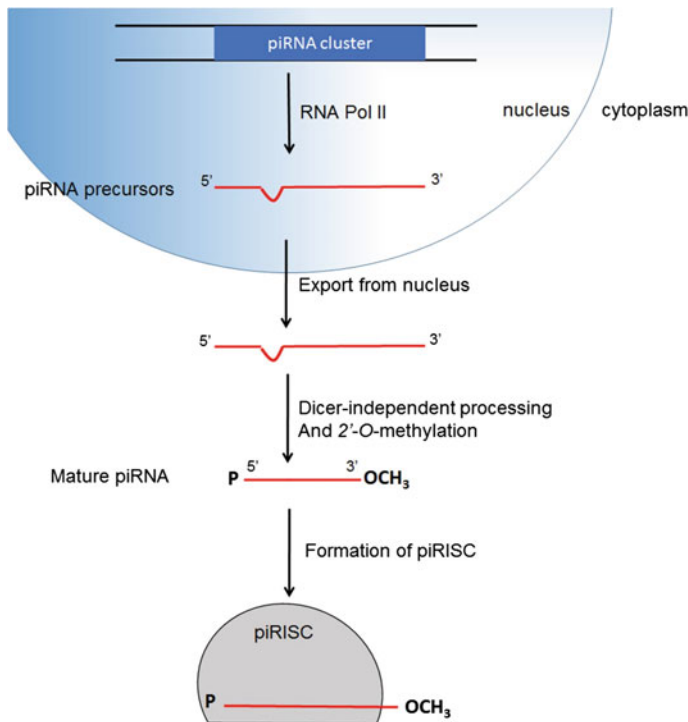 piRNA cluster
RNA Pol II
nucleus
cytoplasm
piRNA precursors
5’
3’
Export from nucleus
5’
3’
Dicer-independent processing
And 2’-O-methylation
Mature piRNA
P
5’
3’
OCH₃
Formation of piRISC
piRISC
P
OCH₃